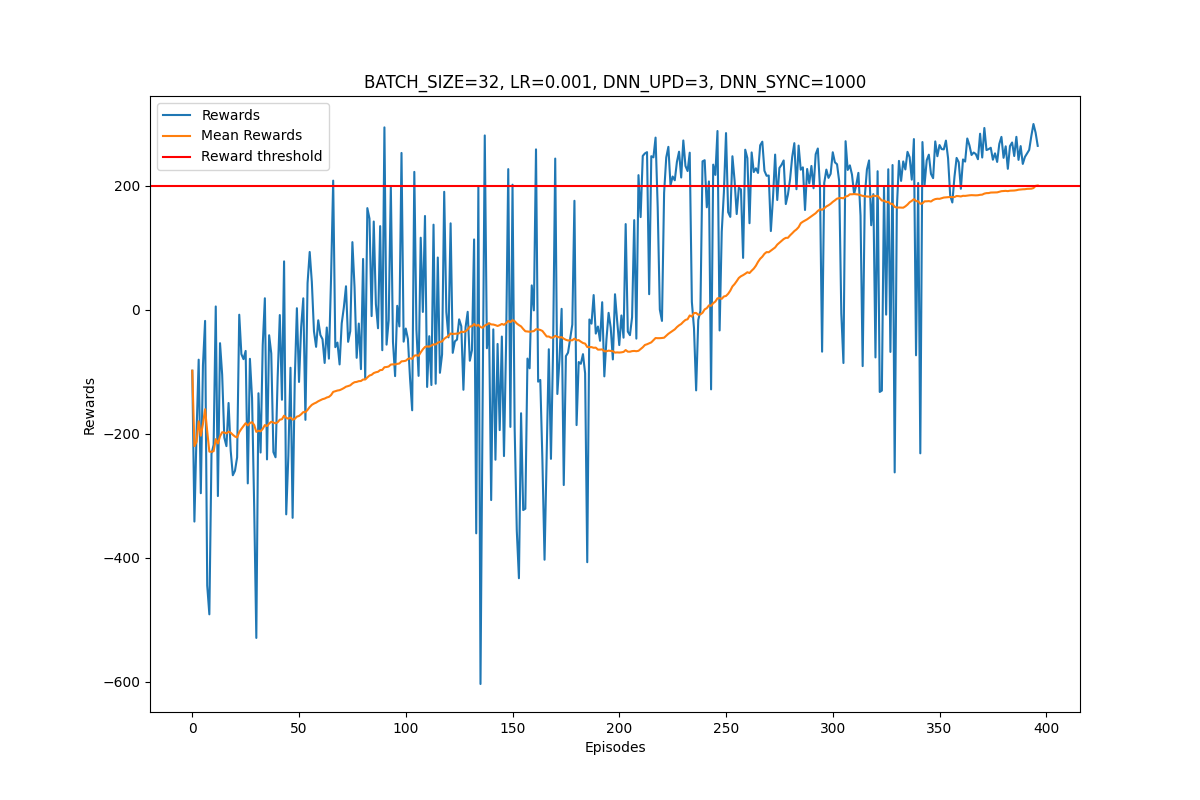 BATCH_SIZE=32, LR=0.001, DNN_UPD=3, DNN_SYNC=1000
Rewards
Mean Rewards
Reward threshold
200
0
−200
−400
−600
Rewards
0 50 100 150 200 250 300 350 400
Episodes